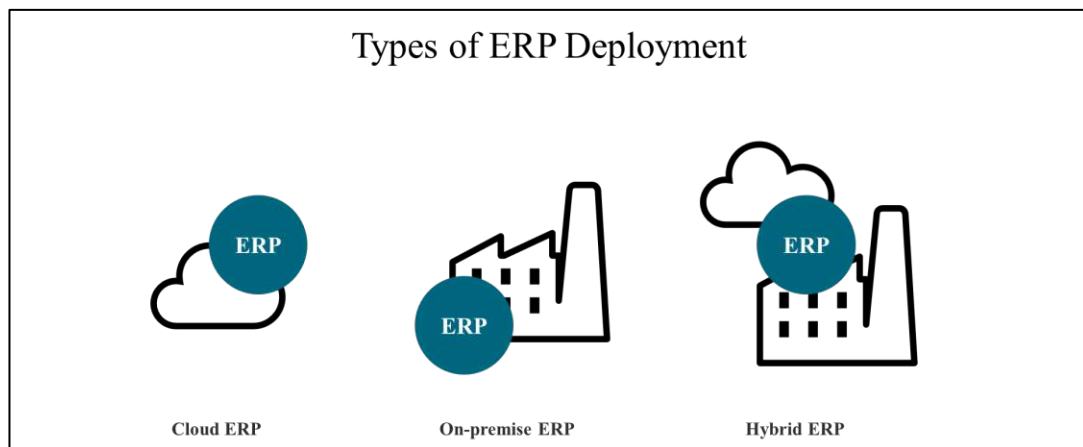 Types of ERP Deployment
ERP
ERP
ERP
Cloud ERP
On-premise ERP
Hybrid ERP